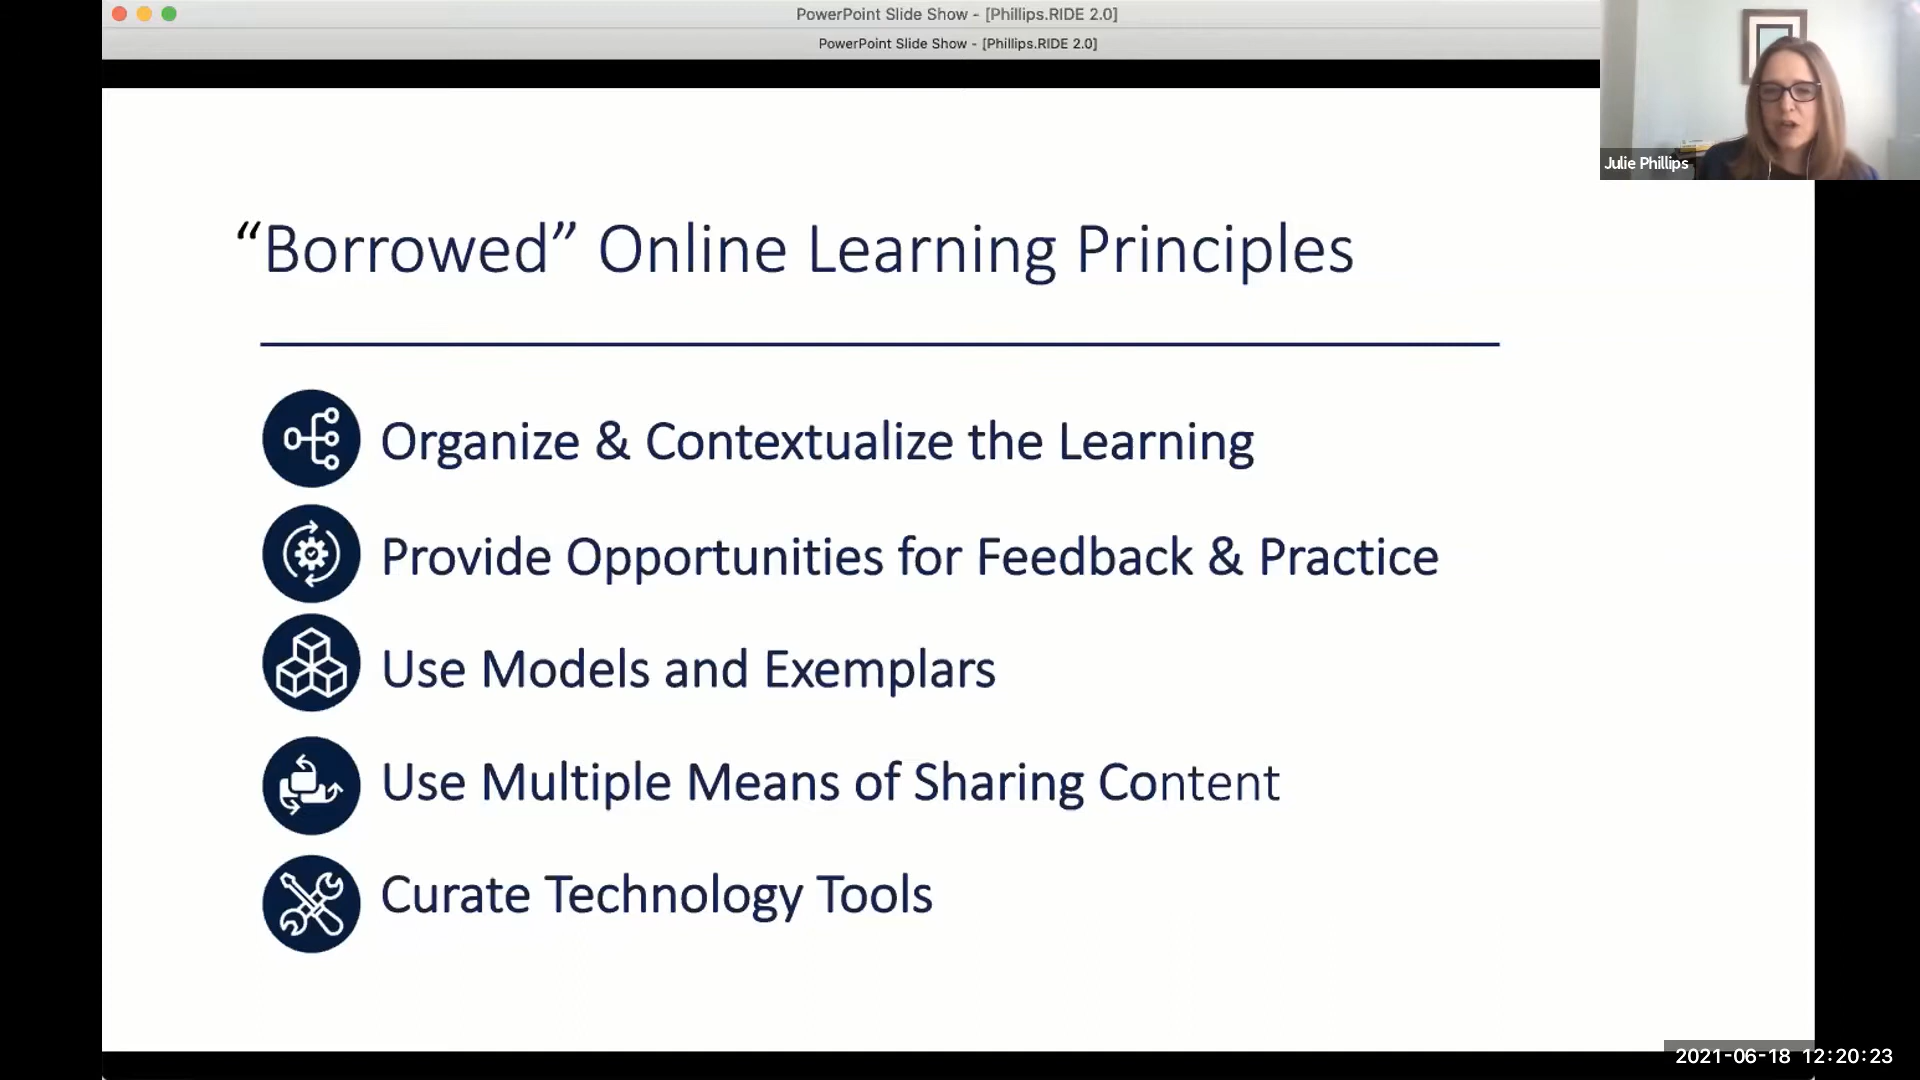 PowerPoint Slide Show - [Phillips.RIDE 2.0]
PowerPoint Slide Show - [Phillips.RIDE 2.0]
Julie Phillips
“Borrowed” Online Learning Principles
Organize & Contextualize the Learning
Provide Opportunities for Feedback & Practice
Use Models and Exemplars
Use Multiple Means of Sharing Content
Curate Technology Tools
2021-06-18 12:20:23